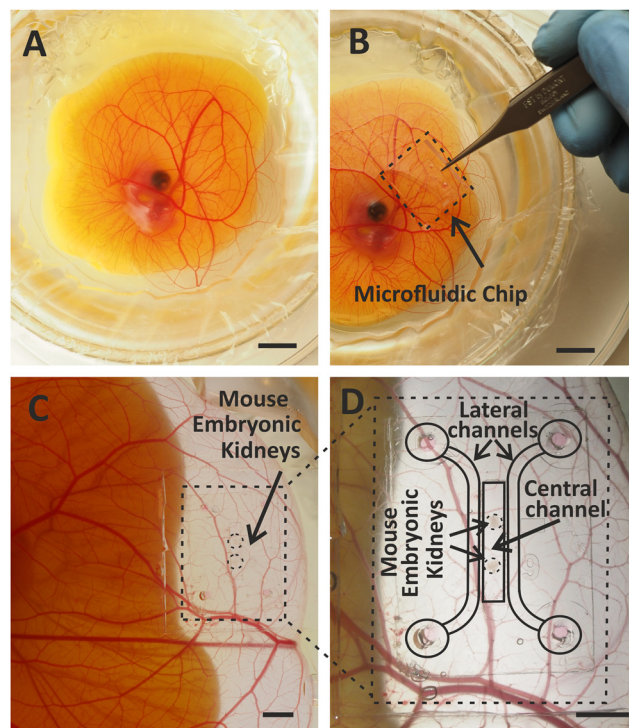 A
B
Microfluidic Chip
C
Mouse
Embryonic
Kidneys
D
Lateral
channels
Central
channel
Mouse
Embryonic
Kidneys